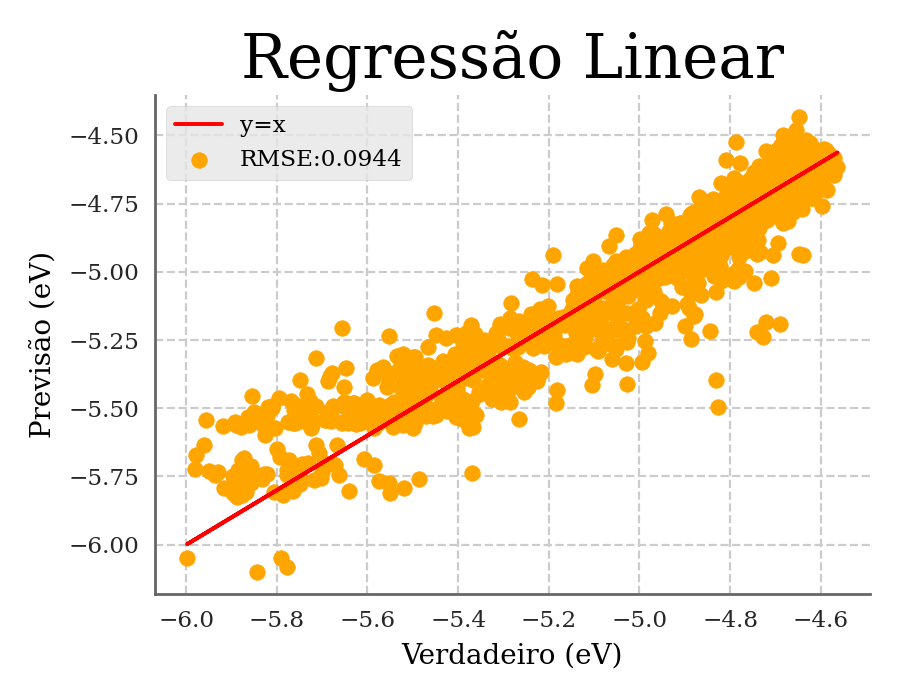 Regressão Linear
y=x
RMSE:0.0944
−4.50
−4.75
−5.00
−5.25
−5.50
−5.75
−6.00
Previsão (eV)
−6.0 −5.8 −5.6 −5.4 −5.2 −5.0 −4.8 −4.6
Verdadeiro (eV)